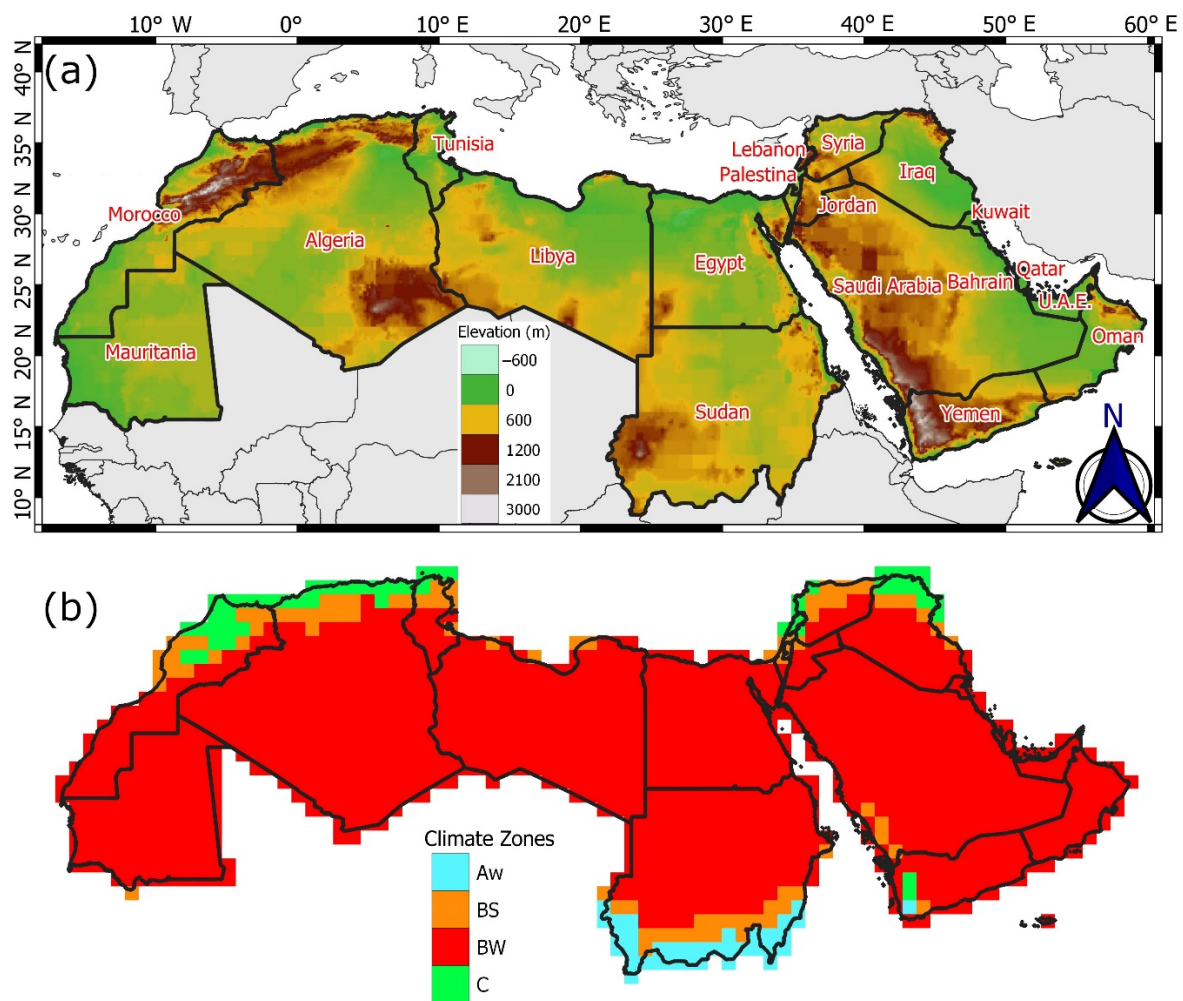 10° W 0° 10° E 20° E 30° E 40° E 50° E 60° E
(a)
40° N
35° N
30° N
25° N
20° N
15° N
10° N
Tunisia
Lebanon
Syria
Palestina
Iraq
Jordan
Kuwait
Morocco
Algeria
Libya
Egypt
Saudi Arabia
Bahrain
Qatar
U.A.E.
Oman
Mauritania
Sudan
Yemen
N
Elevation (m)
−600
0
600
1200
2100
3000
(b)
Climate Zones
Aw
BS
BW
C